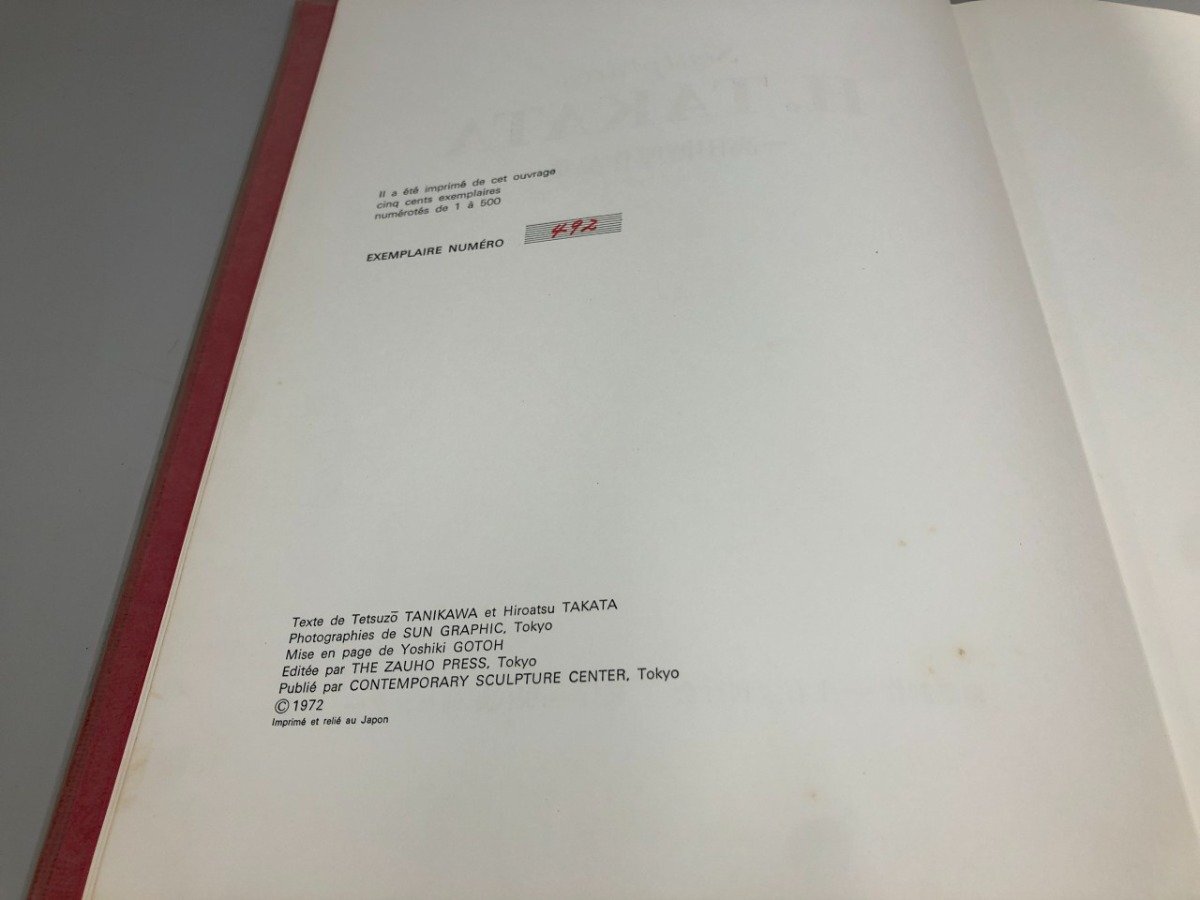 Il a été imprimé de cet ouvrage
cinq cents exemplaires
numérotés de 1 à 500
EXEMPLAIRE NUMÉRO 492
Texte de Tetsuzō TANIKAWA et Hiroatsu TAKATA
Photographies de SUN GRAPHIC, Tokyo
Mise en page de Yoshiki GOTOH
Editée par THE ZAUHO PRESS, Tokyo
Publié par CONTEMPORARY SCULPTURE CENTER, Tokyo
© 1972
Imprimé et relié au Japon